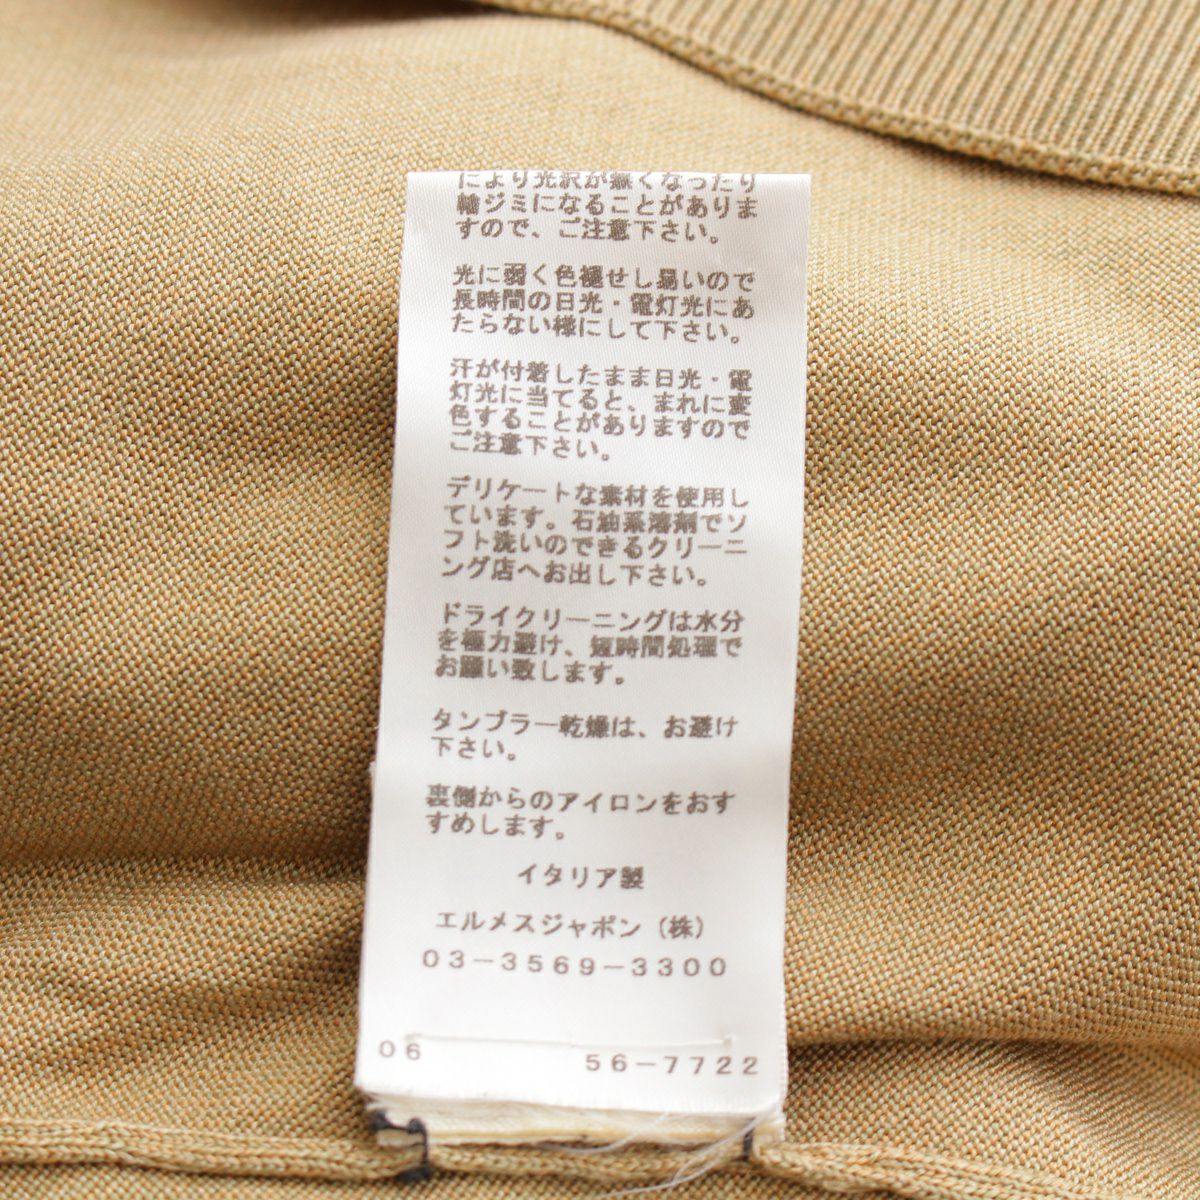 により光沢が無くなったり
輪ジミになることがありま
すので、ご注意下さい。
光に弱く色褪せし易いので
長時間の日光・電灯光にあ
たらない様にして下さい。
汗が付着したまま日光・電
灯光に当てると、まれに変
色することがありますので
ご注意下さい。
デリケートな素材を使用し
ています。石油系溶剤でソ
フト洗いのできるクリーニ
ング店へお出し下さい。
ドライクリーニングは水分
を極力避け、短時間処理で
お願い致します。
タンブラー乾燥は、お避け
下さい。
裏側からのアイロンをおす
すめします。
イタリア製
エルメスジャポン(株)
03-3569-3300
06 56-7722